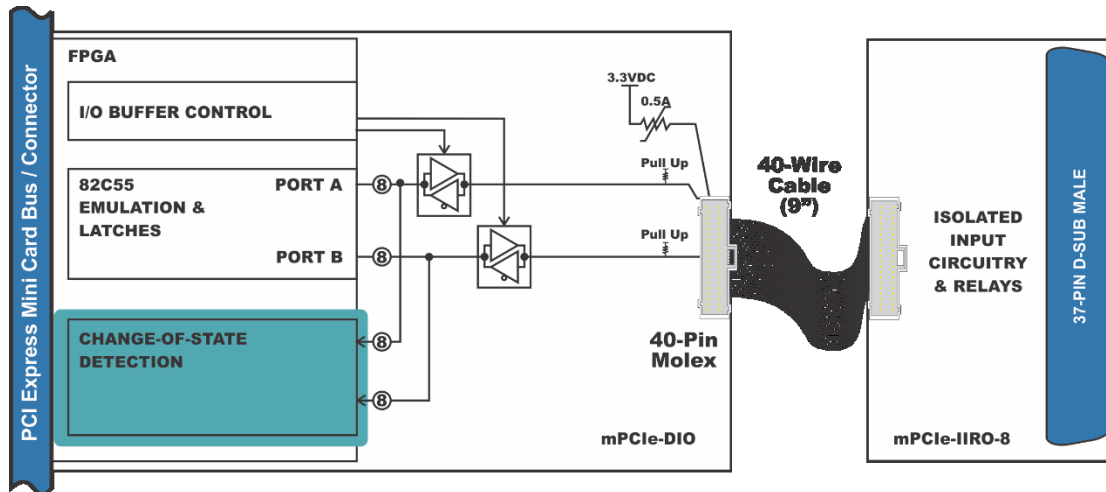 PCI Express Mini Card Bus / Connector
FPGA
I/O BUFFER CONTROL
82C55
EMULATION &
LATCHES
PORT A
8
PORT B
8
CHANGE-OF-STATE
DETECTION
8
8
3.3VDC
0.5A
Pull Up
Pull Up
40-Pin
Molex
mPCIe-DIO
40-Wire
Cable
(9”)
ISOLATED
INPUT
CIRCUITRY
& RELAYS
mPCIe-IIRO-8
37-PIN D-SUB MALE